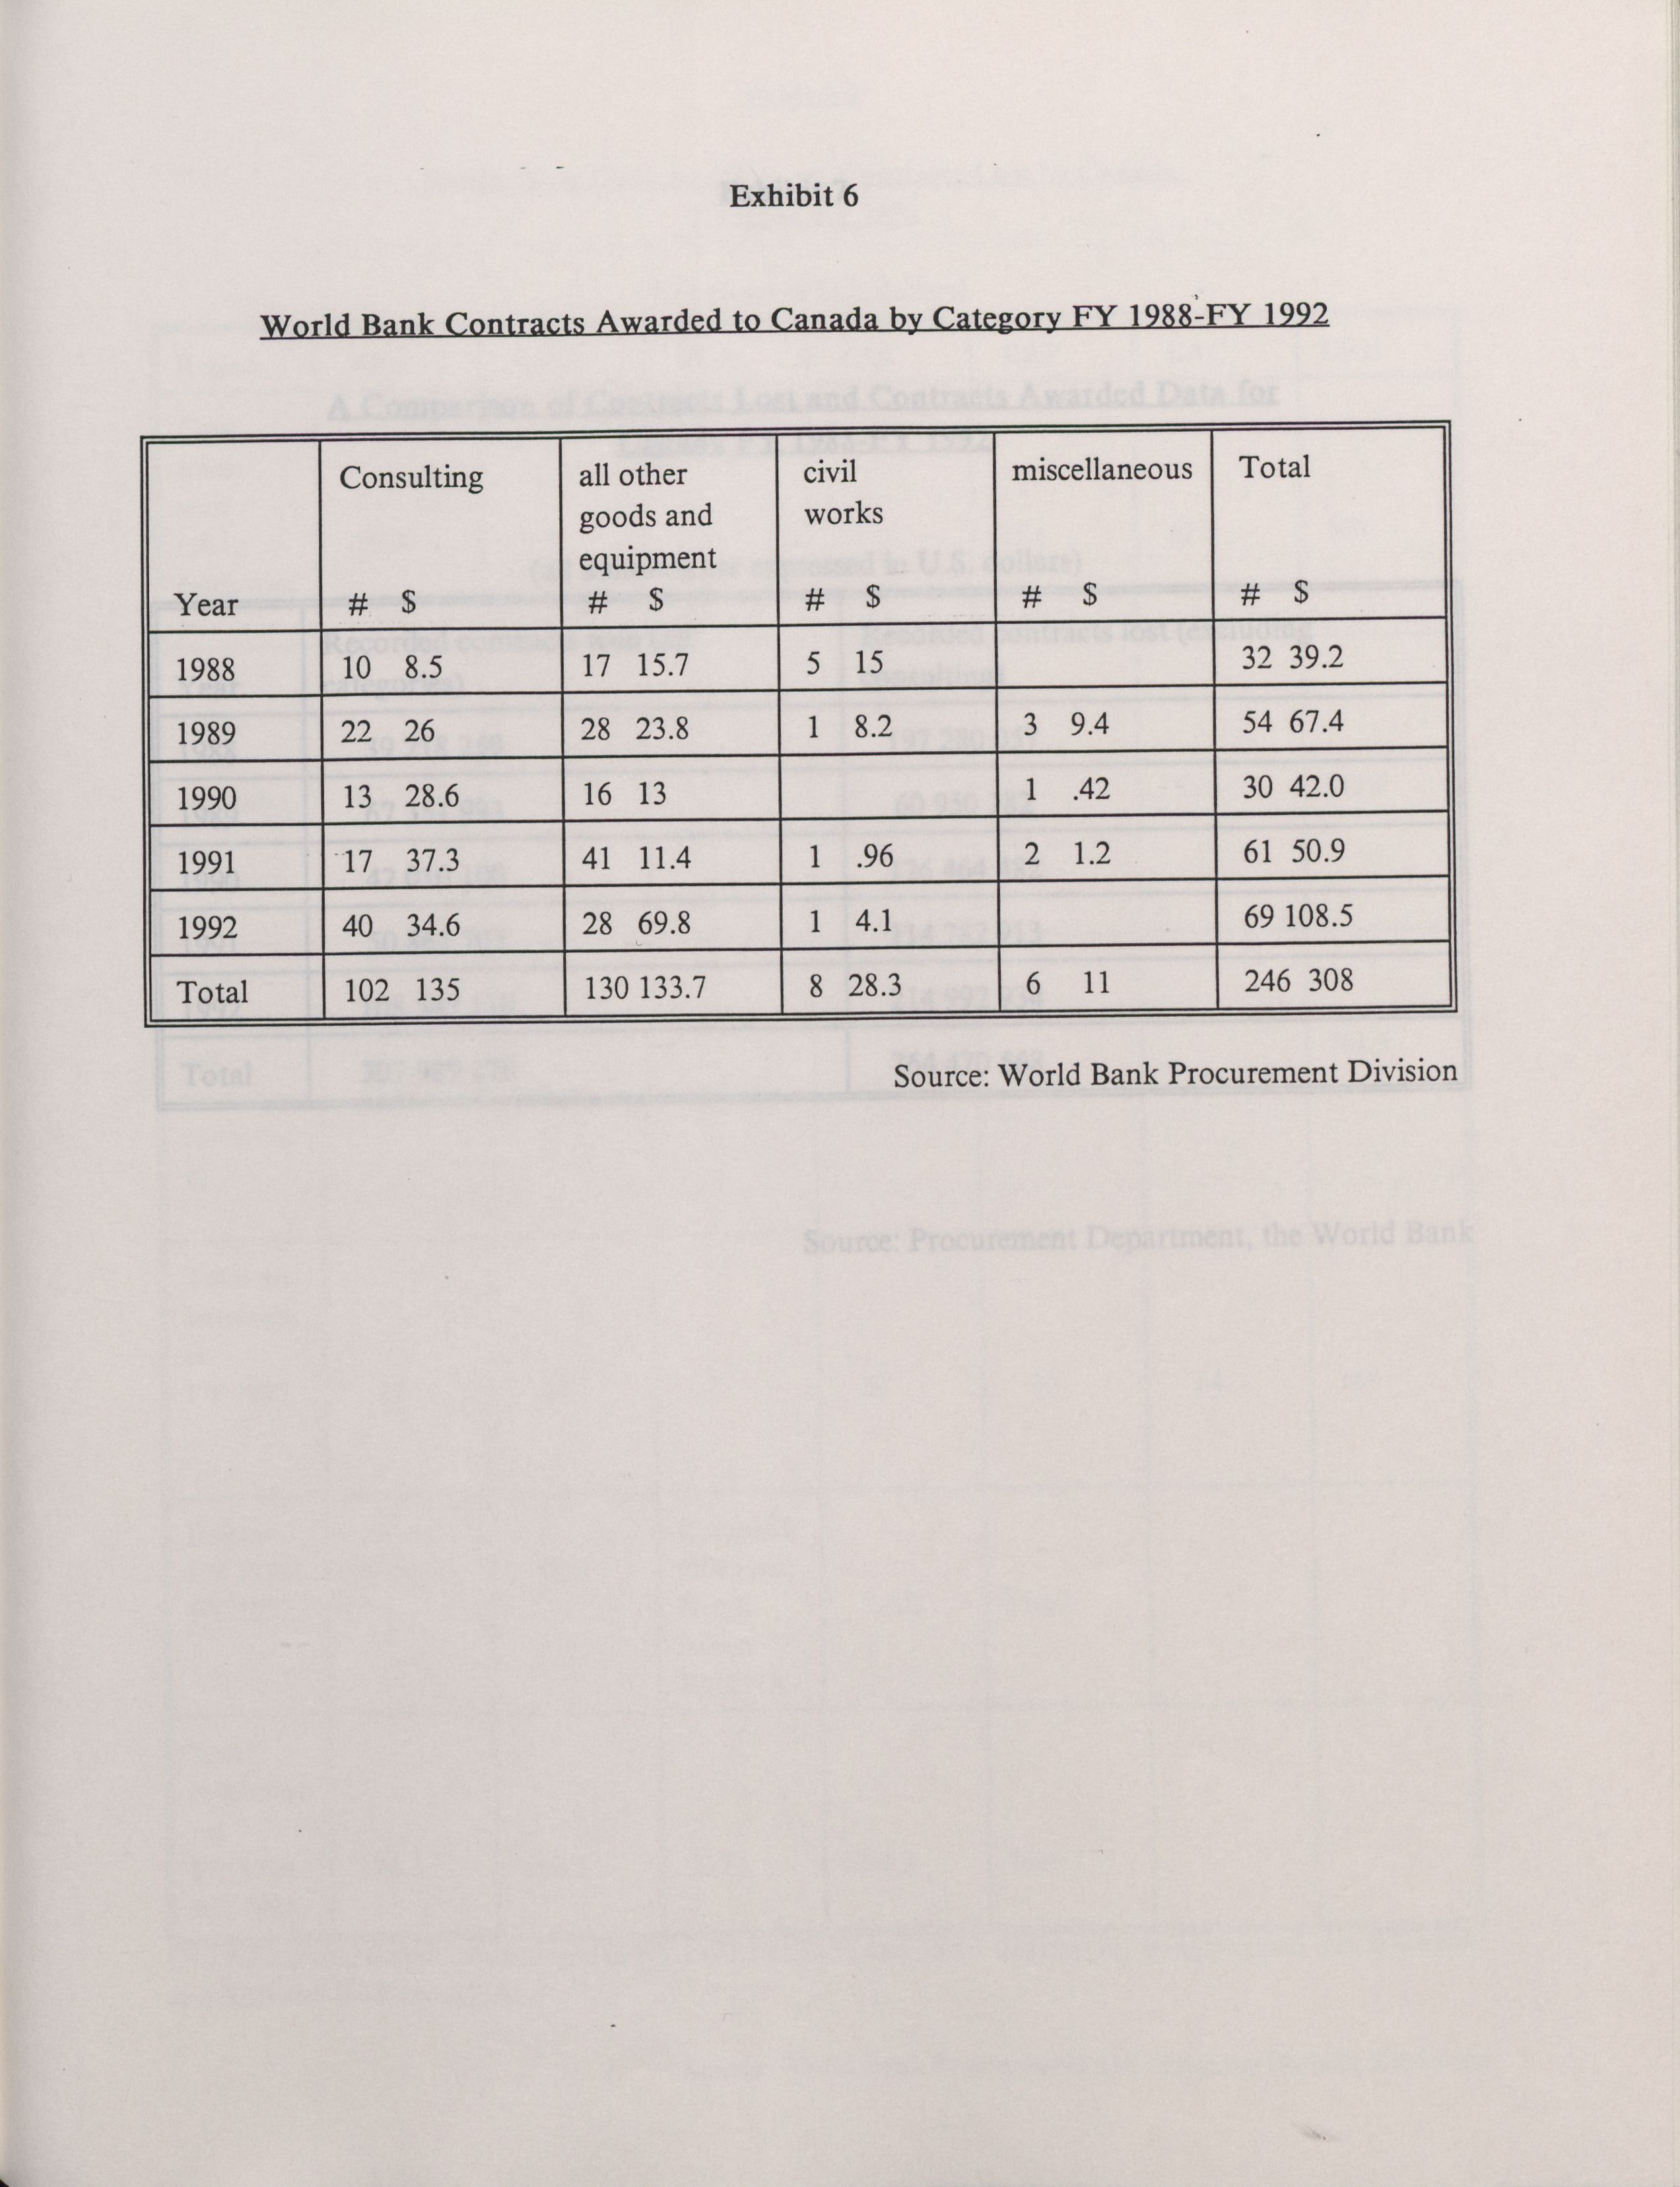 Exhibit 6
World Bank Contracts Awarded to Canada by Category FY 1988-FY 1992
Consulting all other civil miscellaneous Total
goods and works
equipment
Year # $ # $ # $ # $ # $
1988 10 8.5 17 15.7 5 15 32 39.2
1989 22 26 28 23.8 1 8.2 3 9.4 54 67.4
1990 13 28.6 16 13 1 .42 30 42.0
1991 17 37.3 41 11.4 1 .96 2 1.2 61 50.9
1992 40 34.6 28 69.8 1 4.1 69 108.5
Total 102 135 130 133.7 8 28.3 6 11 246 308
Source: World Bank Procurement Division